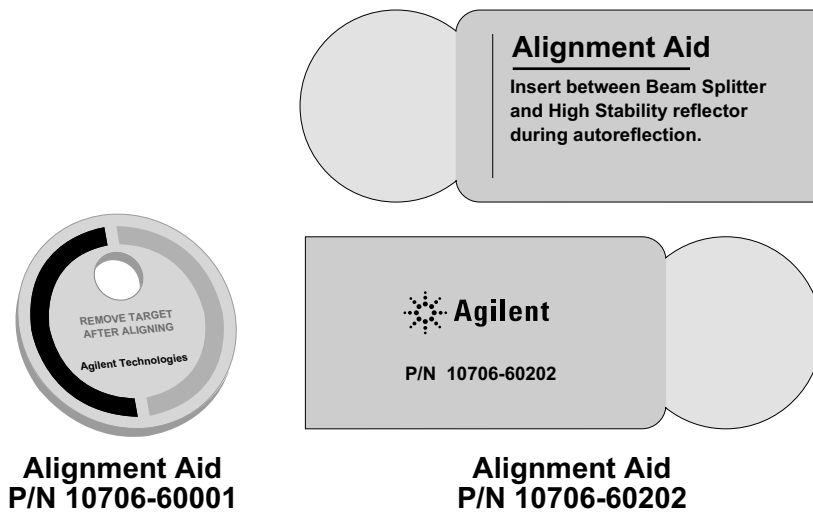 Alignment Aid
Insert between Beam Splitter
and High Stability reflector
during autoreflection.
REMOVE TARGET
AFTER ALIGNING
Agilent Technologies
Agilent
P/N 10706-60202
Alignment Aid
P/N 10706-60001
Alignment Aid
P/N 10706-60202